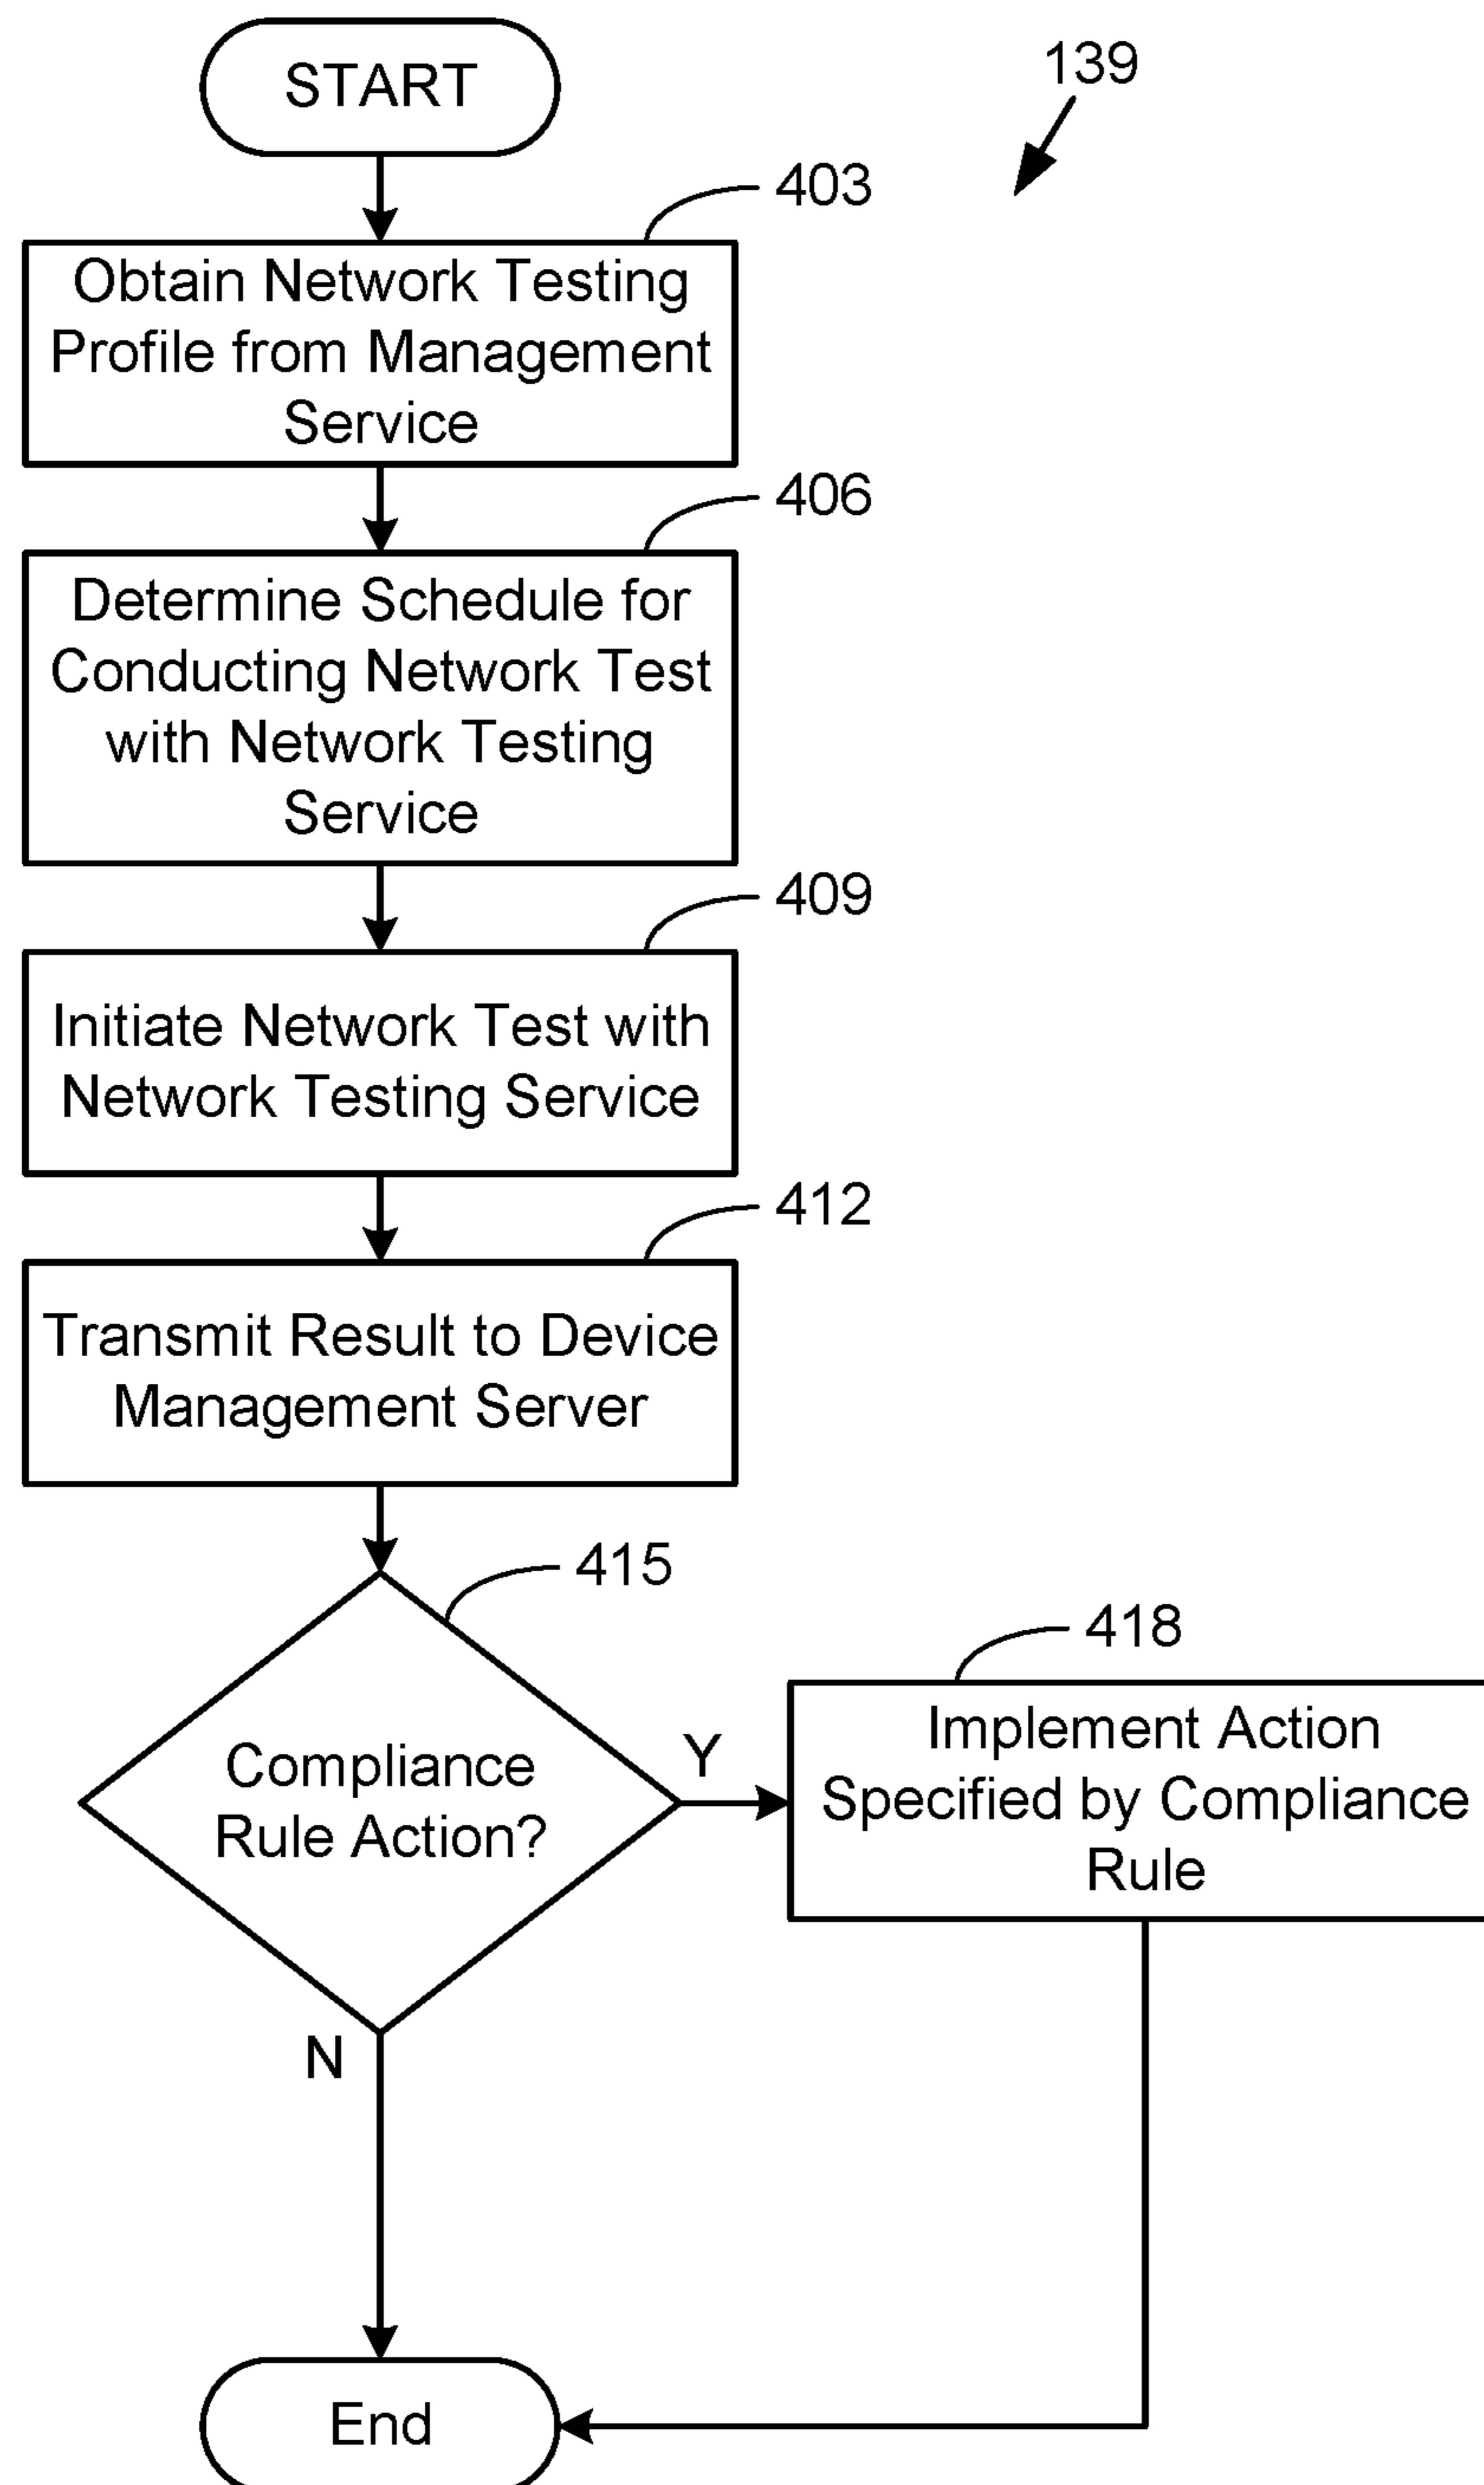 START
139
403
Obtain Network Testing
Profile from Management
Service
406
Determine Schedule for
Conducting Network Test
with Network Testing
Service
409
Initiate Network Test with
Network Testing Service
412
Transmit Result to Device
Management Server
415
Compliance
Rule Action?
Y
418
Implement Action
Specified by Compliance
Rule
N
End